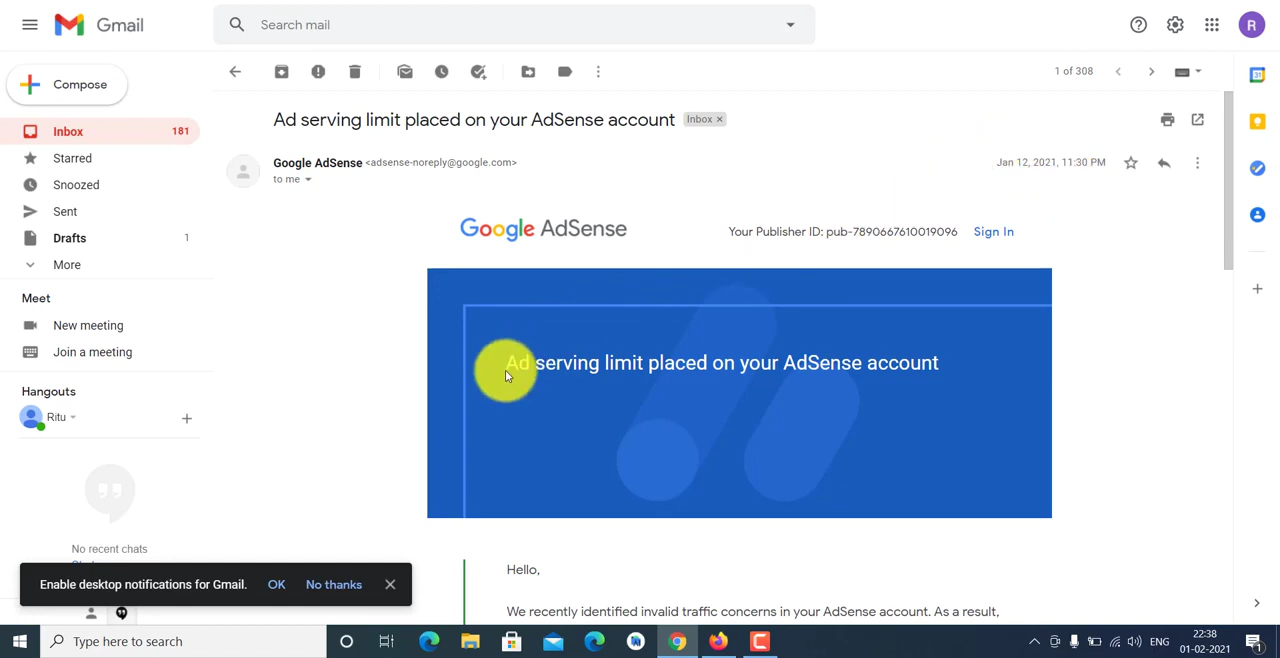 Gmail
Search mail
Compose
1 of 308
Inbox 181
Starred
Snoozed
Sent
Drafts 1
More
Meet
New meeting
Join a meeting
Hangouts
Ritu
No recent chats
Ad serving limit placed on your AdSense account Inbox ×
Google AdSense <adsense-noreply@google.com> Jan 12, 2021, 11:30 PM
to me
Google AdSense
Your Publisher ID: pub-7890667610019096 Sign In
Ad serving limit placed on your AdSense account
Hello,
We recently identified invalid traffic concerns in your AdSense account. As a result,
Enable desktop notifications for Gmail. OK No thanks
R
31
Type here to search
ENG
22:38
01-02-2021
1